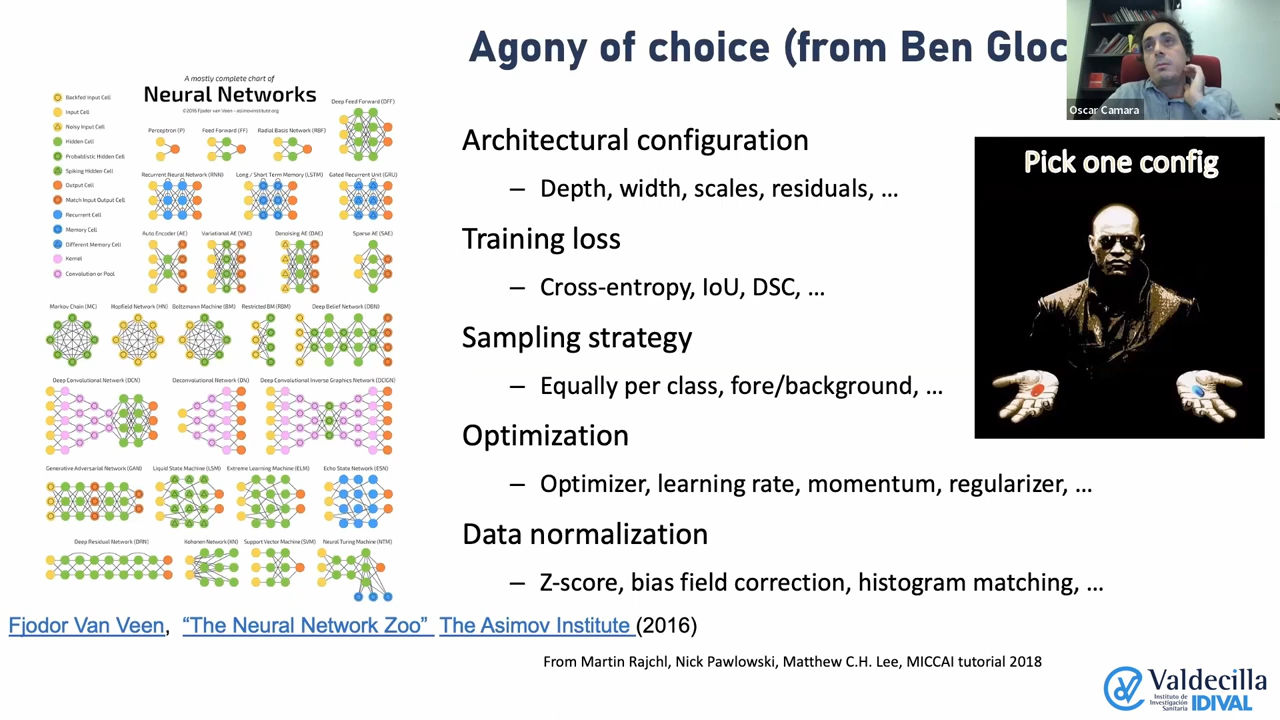 Agony of choice (from Ben Gloc
Oscar Camara
A mostly complete chart of
Neural Networks
©2016 Fjodor van Veen - asimovinstitute.org
Backfed Input Cell
Input Cell
Noisy Input Cell
Hidden Cell
Probablistic Hidden Cell
Spiking Hidden Cell
Output Cell
Match Input Output Cell
Recurrent Cell
Memory Cell
Different Memory Cell
Kernel
Convolution or Pool
Deep Feed Forward (DFF)
Perceptron (P)
Feed Forward (FF)
Radial Basis Network (RBF)
Recurrent Neural Network (RNN)
Long / Short Term Memory (LSTM)
Gated Recurrent Unit (GRU)
Auto Encoder (AE)
Variational AE (VAE)
Denoising AE (DAE)
Sparse AE (SAE)
Markov Chain (MC)
Hopfield Network (HN)
Boltzmann Machine (BM)
Restricted BM (RBM)
Deep Belief Network (DBN)
Deep Convolutional Network (DCN)
Deconvolutional Network (DN)
Deep Convolutional Inverse Graphics Network (DCIGN)
Generative Adversarial Network (GAN)
Liquid State Machine (LSM)
Extreme Learning Machine (ELM)
Echo State Network (ESN)
Deep Residual Network (DRN)
Kohonen Network (KN)
Support Vector Machine (SVM)
Neural Turing Machine (NTM)
Architectural configuration
– Depth, width, scales, residuals, ...
Training loss
– Cross-entropy, IoU, DSC, ...
Sampling strategy
– Equally per class, fore/background, ...
Optimization
– Optimizer, learning rate, momentum, regularizer, ...
Data normalization
– Z-score, bias field correction, histogram matching, ...
Pick one config
Fjodor Van Veen, “The Neural Network Zoo” The Asimov Institute (2016)
From Martin Rajchl, Nick Pawlowski, Matthew C.H. Lee, MICCAI tutorial 2018
Valdecilla
Instituto de
Investigación
Sanitaria
IDIVAL